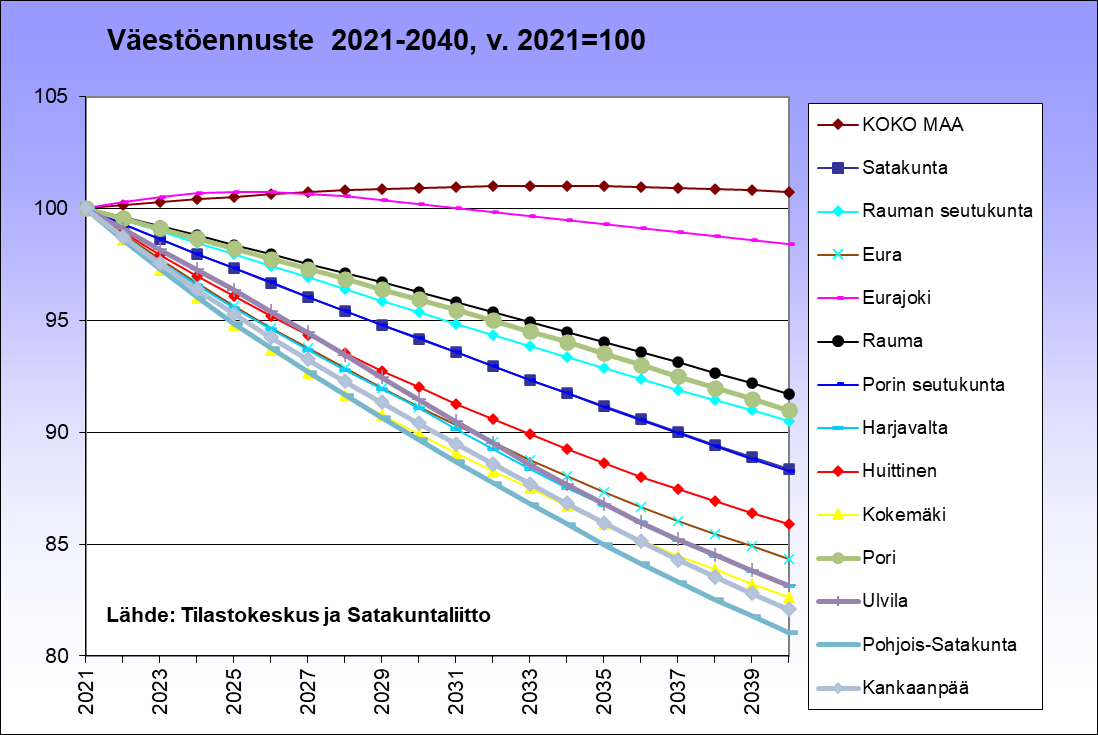 Väestöennuste  2021-2040, v. 2021=100
105
100
95
90
85
80
2021
2023
2025
2027
2029
2031
2033
2035
2037
2039
Lähde: Tilastokeskus ja Satakuntaliitto
KOKO MAA
Satakunta
Rauman seutukunta
Eura
Eurajoki
Rauma
Porin seutukunta
Harjavalta
Huittinen
Kokemäki
Pori
Ulvila
Pohjois-Satakunta
Kankaanpää